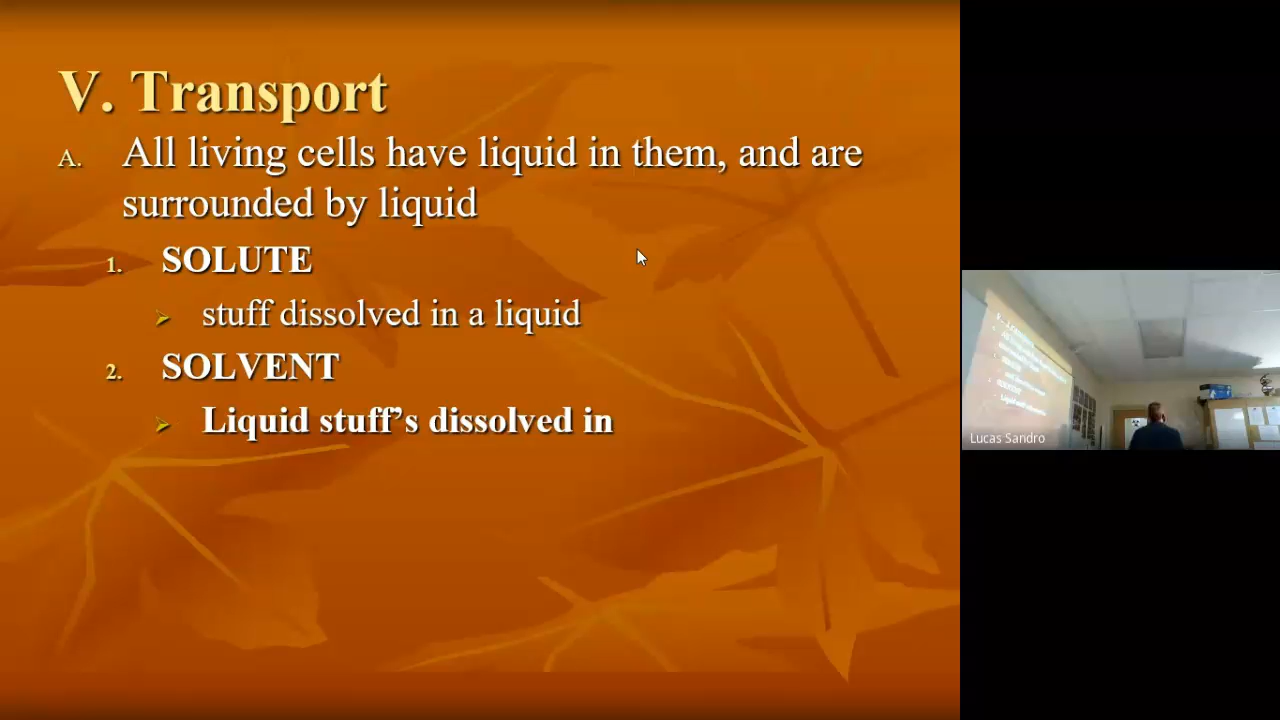 V. Transport
A. All living cells have liquid in them, and are
surrounded by liquid
1. SOLUTE
stuff dissolved in a liquid
2. SOLVENT
Liquid stuff's dissolved in
Lucas Sandro